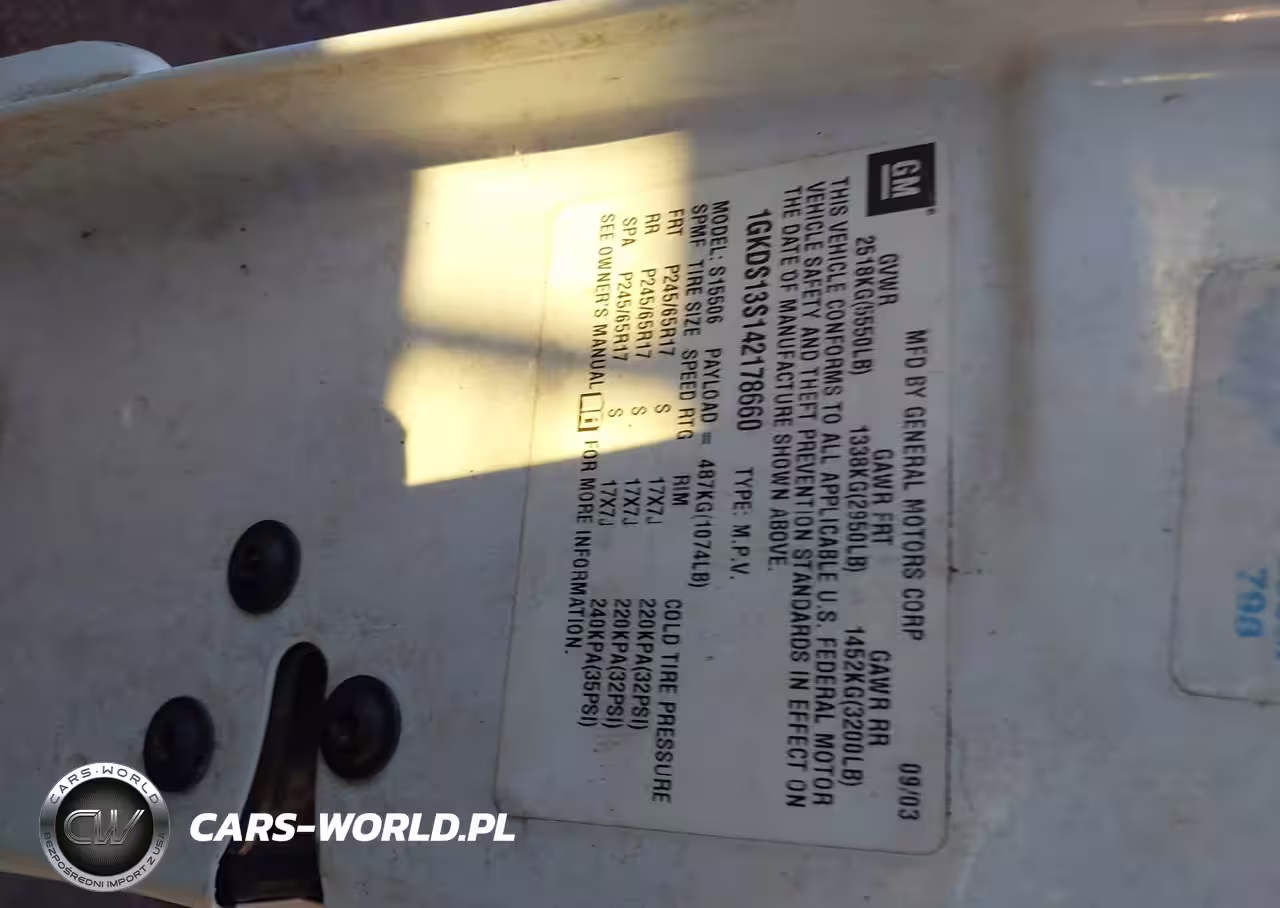 GM®
MFD BY GENERAL MOTORS CORP 09/03
GVWR GAWR FRT GAWR RR
2518KG(5550LB) 1338KG(2950LB) 1452KG(3200LB)
THIS VEHICLE CONFORMS TO ALL APPLICABLE U.S. FEDERAL MOTOR
VEHICLE SAFETY AND THEFT PREVENTION STANDARDS IN EFFECT ON
THE DATE OF MANUFACTURE SHOWN ABOVE.
1GKDS13S142178660 TYPE: M.P.V.
MODEL: S15506 PAYLOAD = 487KG(1074LB)
SPMF TIRE SIZE SPEED RTG RIM COLD TIRE PRESSURE
FRT P245/65R17 S 17X7J 220KPA(32PSI)
RR P245/65R17 S 17X7J 220KPA(32PSI)
SPA P245/65R17 S 17X7J 240KPA(35PSI)
SEE OWNER'S MANUAL FOR MORE INFORMATION.
798
CARS-WORLD
CW
BEZPOŚREDNI IMPORT Z USA
CARS-WORLD.PL